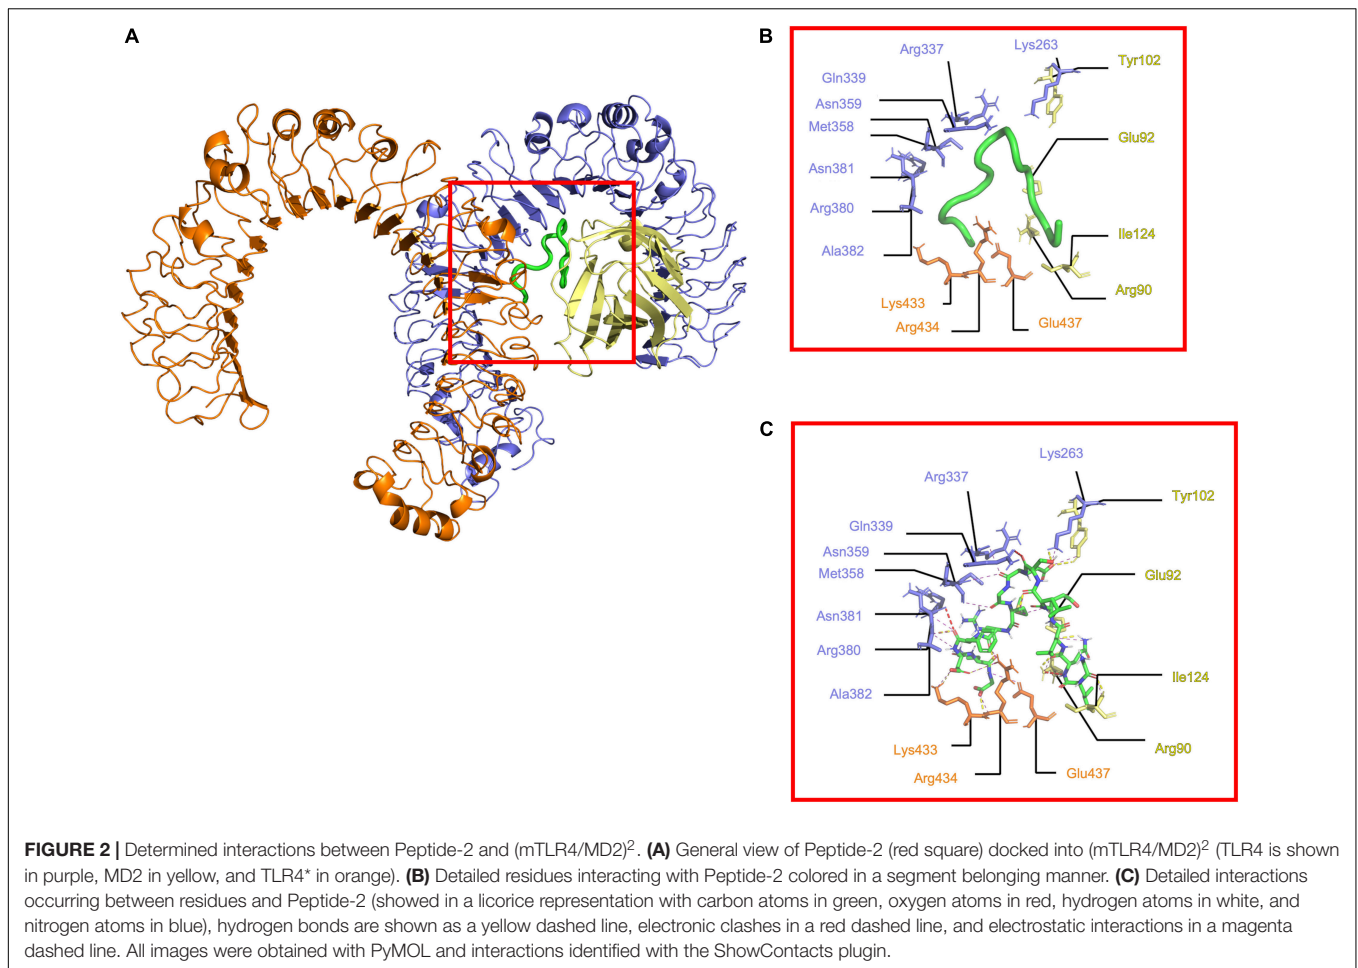 A
B
Arg337
Lys263
Tyr102
Gln339
Asn359
Met358
Glu92
Asn381
Arg380
Ile124
Ala382
Arg90
Lys433
Glu437
Arg434
C
Lys263
Arg337
Tyr102
Gln339
Asn359
Met358
Glu92
Asn381
Arg380
Ile124
Ala382
Arg90
Lys433
Glu437
Arg434
FIGURE 2 | Determined interactions between Peptide-2 and (mTLR4/MD2)². (A) General view of Peptide-2 (red square) docked into (mTLR4/MD2)² (TLR4 is shown
in purple, MD2 in yellow, and TLR4* in orange). (B) Detailed residues interacting with Peptide-2 colored in a segment belonging manner. (C) Detailed interactions
occurring between residues and Peptide-2 (showed in a licorice representation with carbon atoms in green, oxygen atoms in red, hydrogen atoms in white, and
nitrogen atoms in blue), hydrogen bonds are shown as a yellow dashed line, electronic clashes in a red dashed line, and electrostatic interactions in a magenta
dashed line. All images were obtained with PyMOL and interactions identified with the ShowContacts plugin.